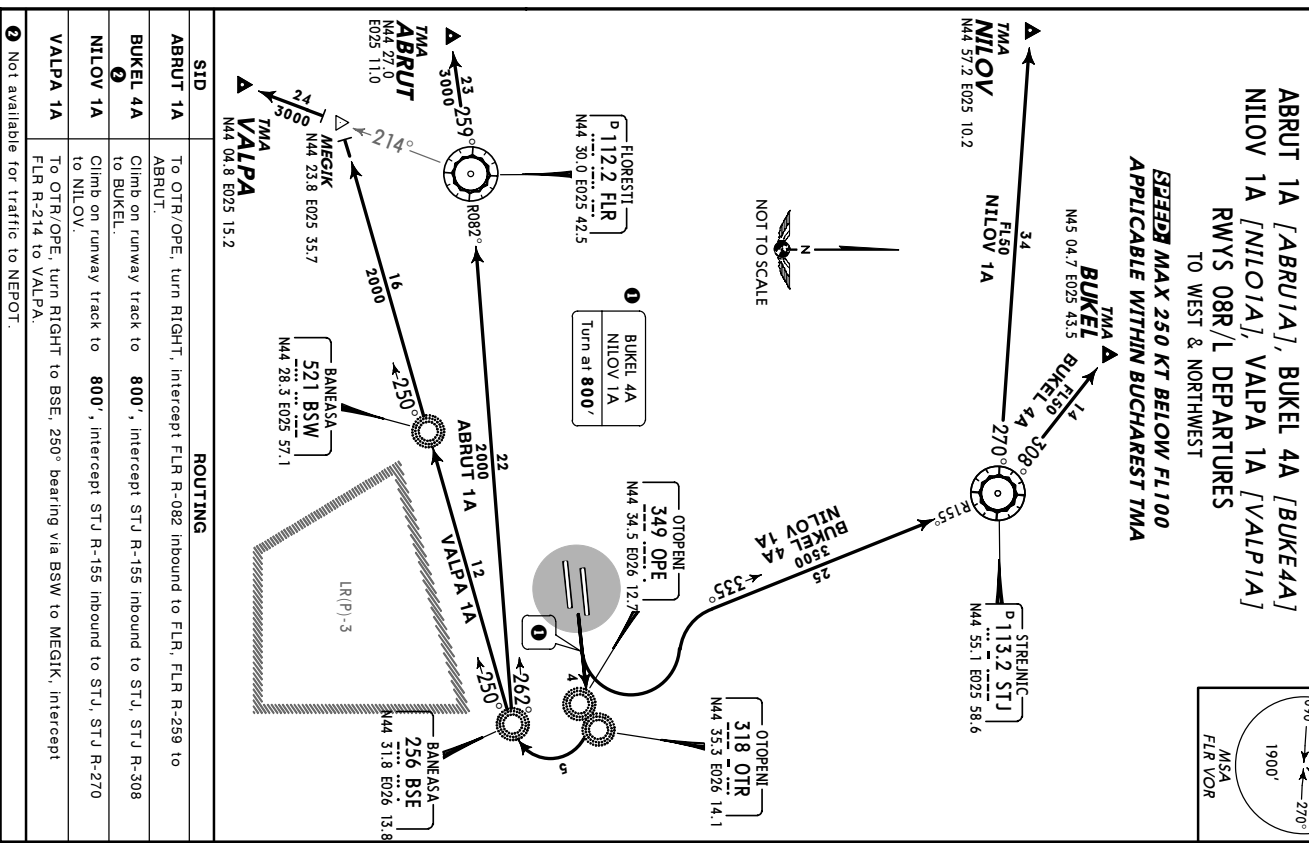 ABRUT 1A [ABRU1A], BUKEL 4A [BUKE4A]
NILOV 1A [NILO1A], VALPA 1A [VALP1A]
RWYS 08R/L DEPARTURES
TO WEST & NORTHWEST
SPEED: MAX 250 KT BELOW FL100
APPLICABLE WITHIN BUCHAREST TMA
270°
1900'
MSA
FLR VOR
TMA
BUKEL
N45 04.7 E025 43.5
14
FL50
BUKEL 4A
308°
TMA
NILOV
N44 57.2 E025 10.2
34
FL50
NILOV 1A
270°
STREJNIC
D 113.2 STJ
N44 55.1 E025 58.6
R155°
BUKEL 4A
NILOV 1A
3500
25
335°
N
NOT TO SCALE
1
BUKEL 4A
NILOV 1A
Turn at 800'
FLORESTI
D 112.2 FLR
N44 30.0 E025 42.5
TMA
ABRUT
N44 27.0
E025 11.0
23
3000
259°
R082°
22
2000
ABRUT 1A
262°
OTOPENI
349 OPE
N44 34.5 E026 12.7
OTOPENI
318 OTR
N44 35.3 E026 14.1
1
4
5
BANEASA
256 BSE
N44 31.8 E026 13.8
250°
12
VALPA 1A
BANEASA
521 BSW
N44 28.3 E025 57.1
250°
16
2000
214°
MEGIK
N44 23.8 E025 35.7
24
3000
TMA
VALPA
N44 04.8 E025 15.2
LR(P)-3
SID ROUTING
ABRUT 1A To OTR/OPE, turn RIGHT, intercept FLR R-082 inbound to FLR, FLR R-259 to
ABRUT.
BUKEL 4A 2 Climb on runway track to 800', intercept STJ R-155 inbound to STJ, STJ R-308
to BUKEL.
NILOV 1A Climb on runway track to 800', intercept STJ R-155 inbound to STJ, STJ R-270
to NILOV.
VALPA 1A To OTR/OPE, turn RIGHT to BSE, 250° bearing via BSW to MEGIK, intercept
FLR R-214 to VALPA.
2 Not available for traffic to NEPOT.